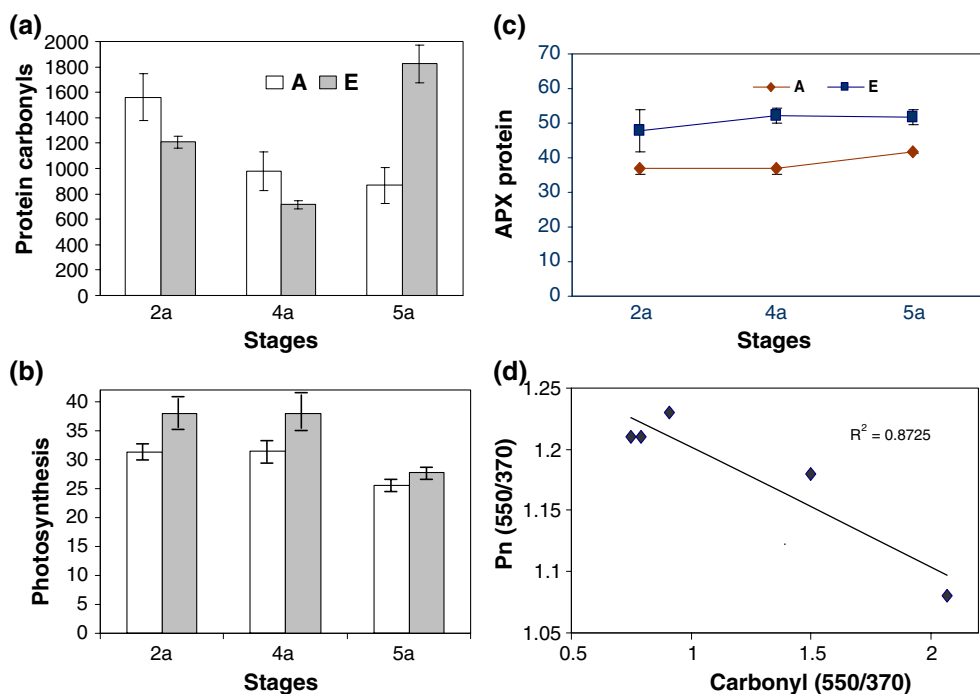 (a)
Protein carbonyls
2000
1800
1600
1400
1200
1000
800
600
400
200
0
A E
2a 4a 5a
Stages
(c)
APX protein
70
60
50
40
30
20
10
0
A E
2a 4a 5a
Stages
(b)
Photosynthesis
40
35
30
25
20
15
10
5
0
2a 4a 5a
Stages
(d)
Pn (550/370)
1.25
1.2
1.15
1.1
1.05
R² = 0.8725
0.5 1 1.5 2
Carbonyl (550/370)